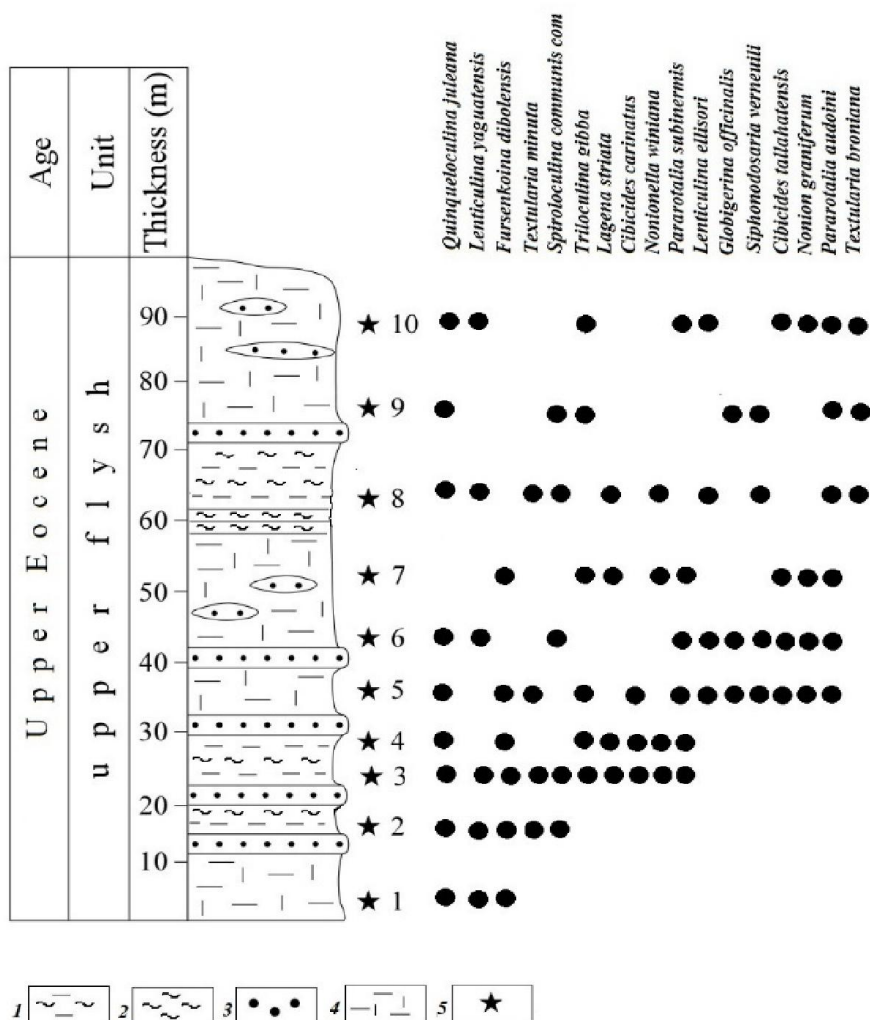 Age
Unit
Thickness (m)
Quinqueloculina juleana
Lenticulina yaguatensis
Fursenkoina dibolensis
Textularia minuta
Spiroloculina communis com
Triloculina gibba
Lagena striata
Cibicides carinatus
Nonionella winiana
Pararotalia subinermis
Lenticulina ellisori
Globigerina officinalis
Siphonodosaria verneuili
Cibicides tallahatensis
Nonion graniferum
Pararotalia audoini
Textularia broniana
Upper Eocene
upper flysch
90
80
70
60
50
40
30
20
10
★ 10
★ 9
★ 8
★ 7
★ 6
★ 5
★ 4
★ 3
★ 2
★ 1
1 2 3 4 5 ★